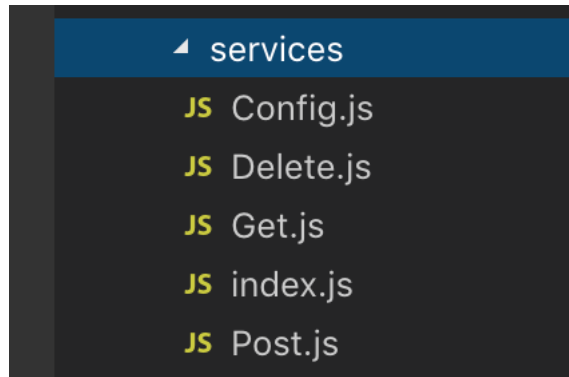 services
JS Config.js
JS Delete.js
JS Get.js
JS index.js
JS Post.js